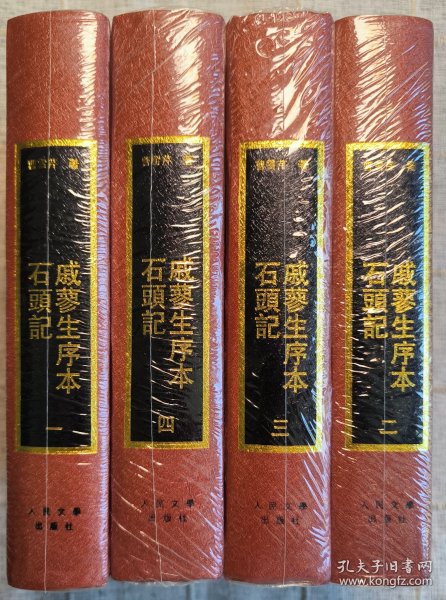 曹雪芹 著
戚蓼生序本
石頭記
一
人民文學
出版社
曹雪芹 著
戚蓼生序本
石頭記
四
人民文學
出版社
曹雪芹 著
戚蓼生序本
石頭記
三
人民文學
出版社
曹雪芹 著
戚蓼生序本
石頭記
二
人民文學
出版社
孔夫子旧书网
www.kongfz.com